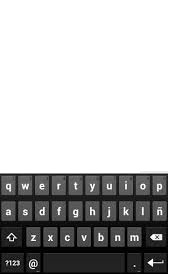 q w e r t y u i o p
a s d f g h j k l ñ
z x c v b n m
?123 @ .